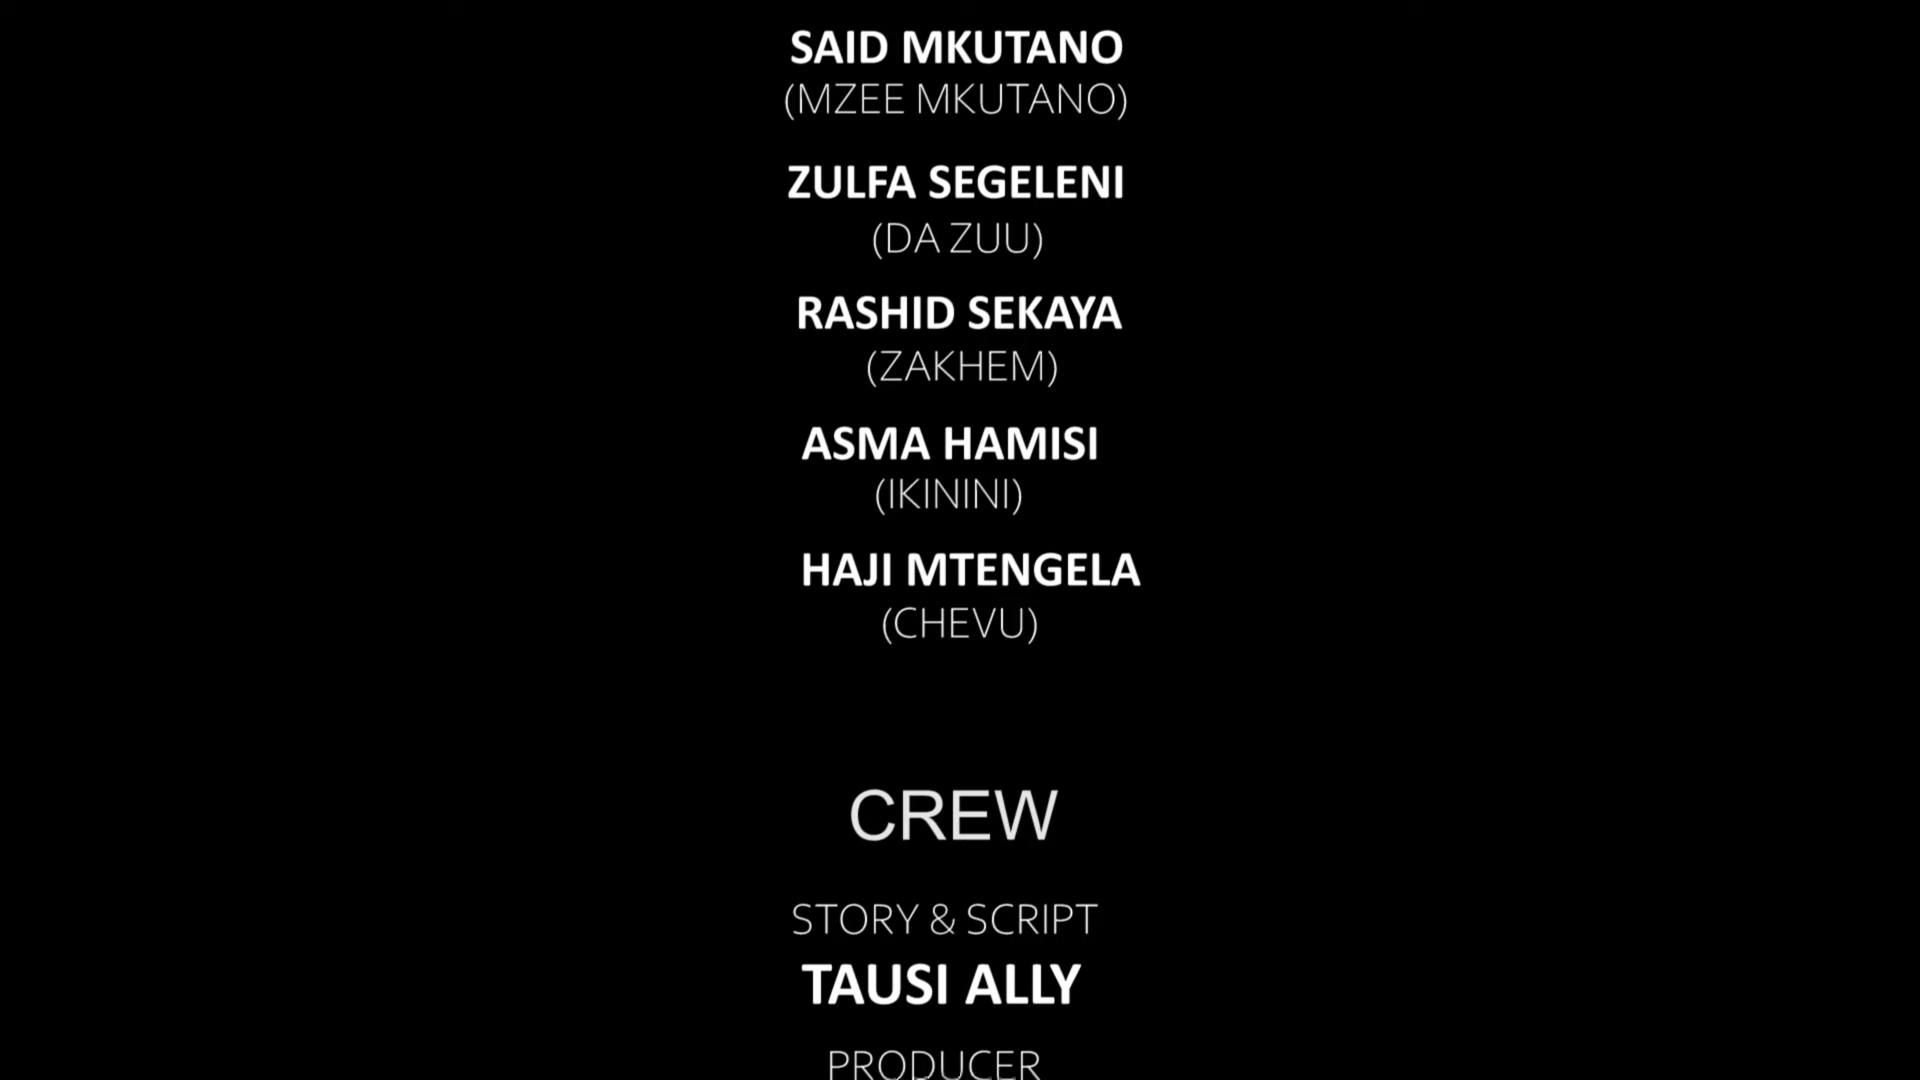 SAID MKUTANO
(MZEE MKUTANO)
ZULFA SEGELENI
(DA ZUU)
RASHID SEKAYA
(ZAKHEM)
ASMA HAMISI
(IKININI)
HAJI MTENGELA
(CHEVU)
CREW
STORY & SCRIPT
TAUSI ALLY
PRODUCER